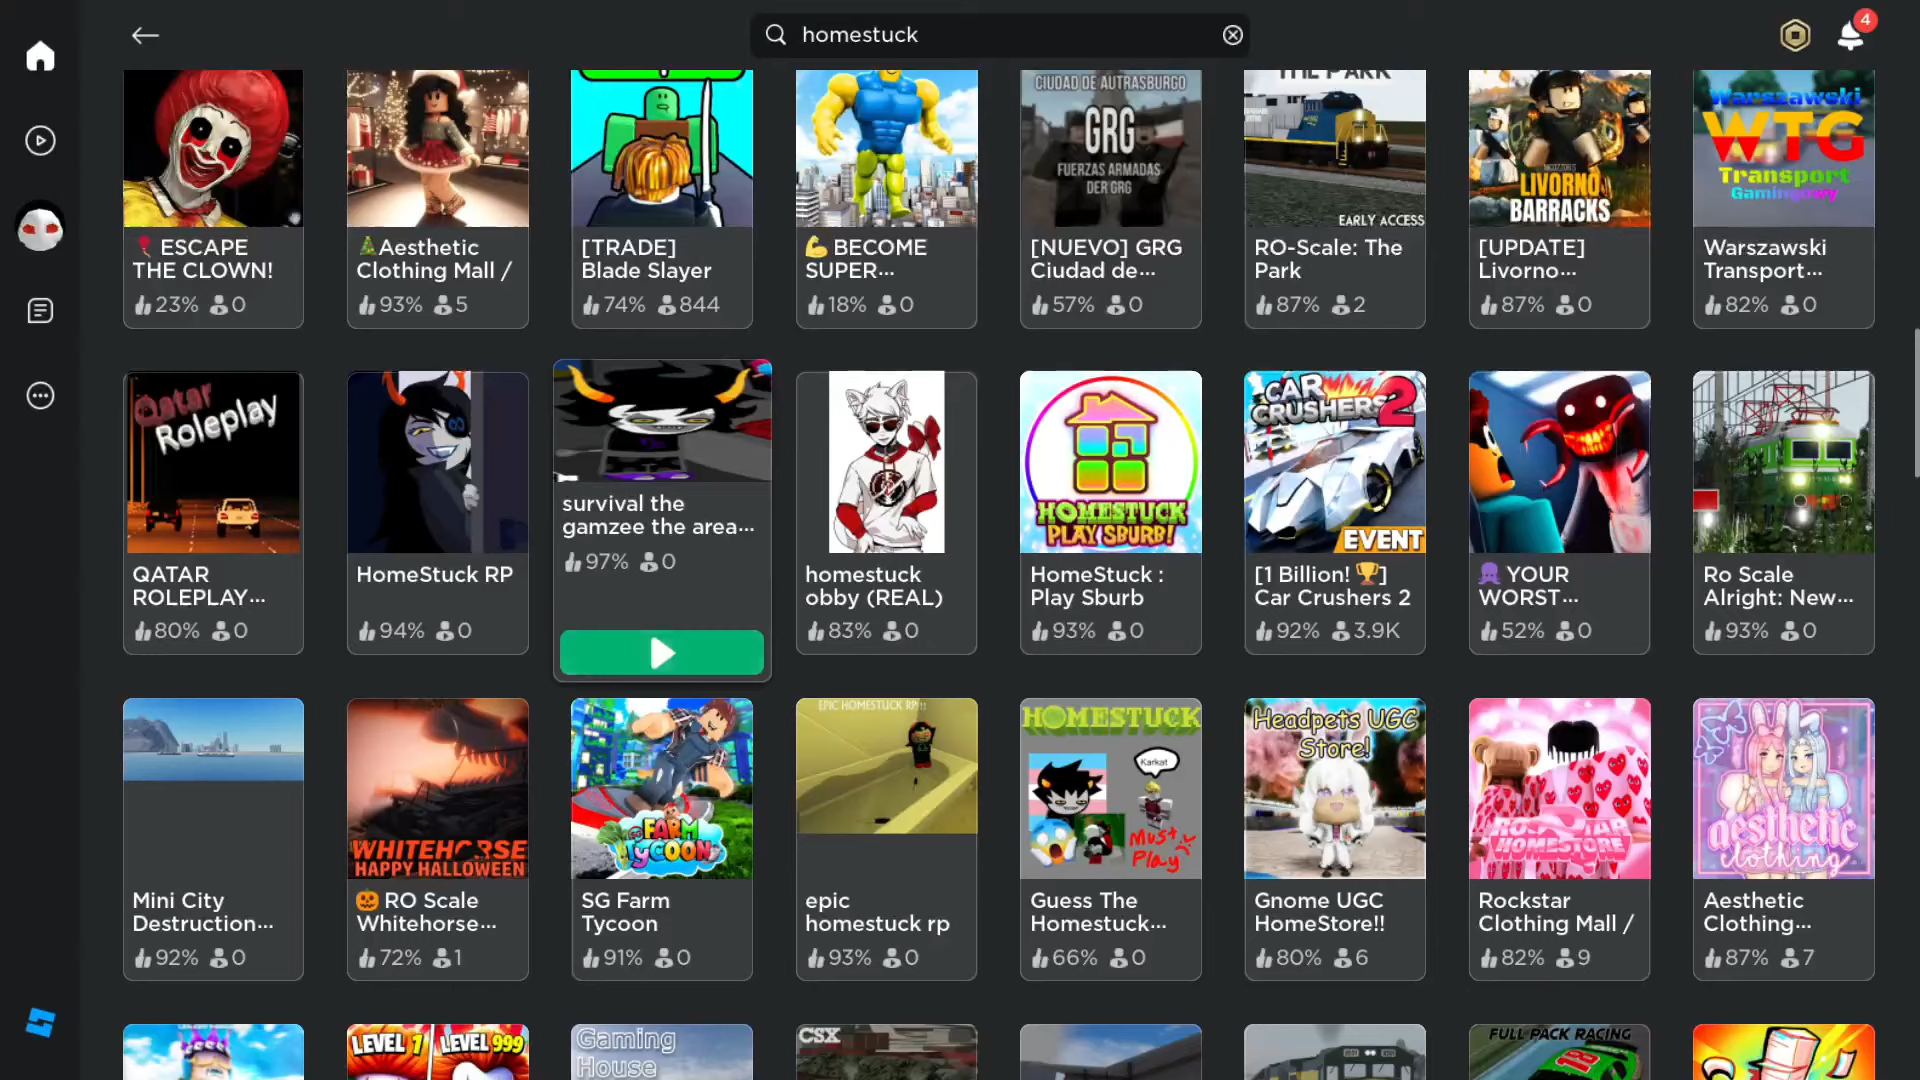 homestuck
4
CIUDAD DE AUTRASBURGO
GRG
FUERZAS ARMADAS
DER GRG
THE PARK
EARLY ACCESS
LIVORNO
BARRACKS
Warszawski
WTG
Transport
Gamingowy
ESCAPE
THE CLOWN!
23% 0
Aesthetic
Clothing Mall /
93% 5
[TRADE]
Blade Slayer
74% 844
BECOME
SUPER...
18% 0
[NUEVO] GRG
Ciudad de...
57% 0
RO-Scale: The
Park
87% 2
[UPDATE]
Livorno...
87% 0
Warszawski
Transport...
82% 0
Qatar
Roleplay
HOMESTUCK
PLAY SBURB!
CAR
CRUSHERS 2
EVENT
QATAR
ROLEPLAY...
80% 0
HomeStuck RP
94% 0
survival the
gamzee the area...
97% 0
homestuck
obby (REAL)
83% 0
HomeStuck :
Play Sburb
93% 0
[1 Billion! 🏆]
Car Crushers 2
92% 3.9K
YOUR
WORST...
52% 0
Ro Scale
Alright: New...
93% 0
WHITEHORSE
HAPPY HALLOWEEN
FARM
TYCOON
EPIC HOMESTUCK RP!!!
HOMESTUCK
Karkat
Must
Play
Headpets UGC
Store!
ROCKSTAR
HOMESTORE
aesthetic
clothing
Mini City
Destruction...
92% 0
RO Scale
Whitehorse...
72% 1
SG Farm
Tycoon
91% 0
epic
homestuck rp
93% 0
Guess The
Homestuck...
66% 0
Gnome UGC
HomeStore!!
80% 6
Rockstar
Clothing Mall /
82% 9
Aesthetic
Clothing...
87% 7
LEVEL 1 LEVEL 999
Gaming
House
CSX
FULL PACK RACING